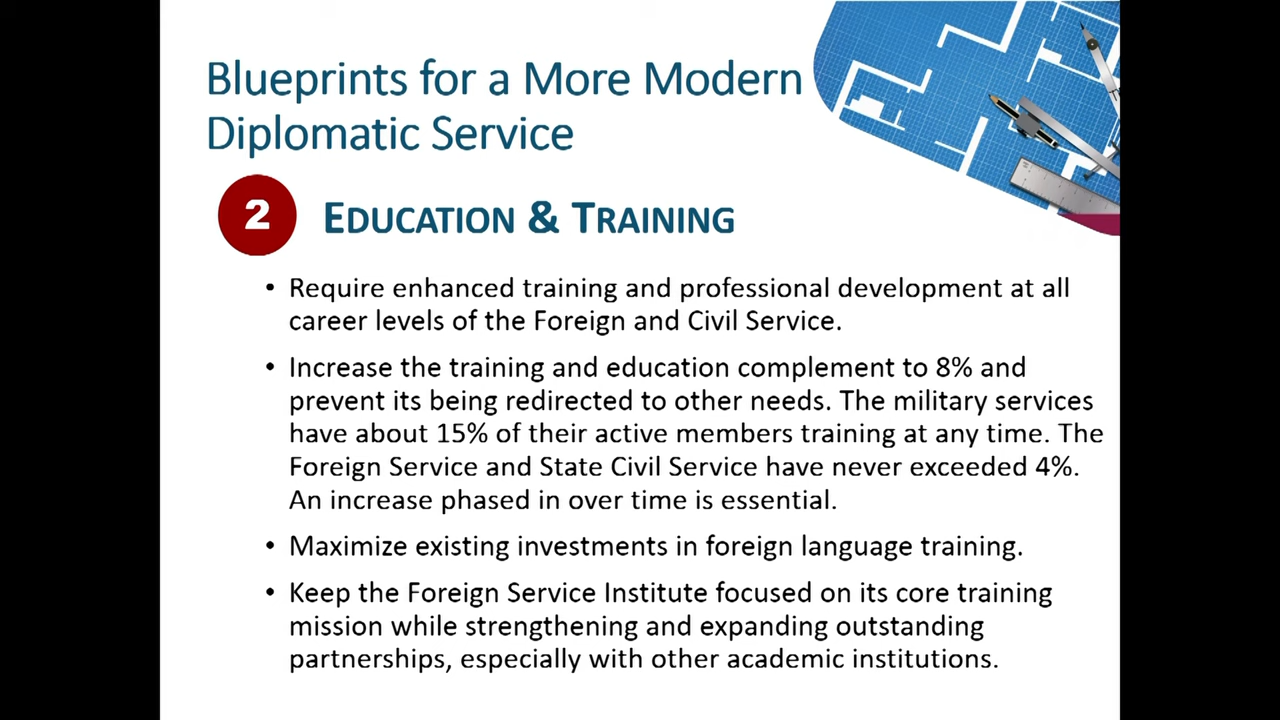 Blueprints for a More Modern
Diplomatic Service
2
EDUCATION & TRAINING
• Require enhanced training and professional development at all
career levels of the Foreign and Civil Service.
• Increase the training and education complement to 8% and
prevent its being redirected to other needs. The military services
have about 15% of their active members training at any time. The
Foreign Service and State Civil Service have never exceeded 4%.
An increase phased in over time is essential.
• Maximize existing investments in foreign language training.
• Keep the Foreign Service Institute focused on its core training
mission while strengthening and expanding outstanding
partnerships, especially with other academic institutions.